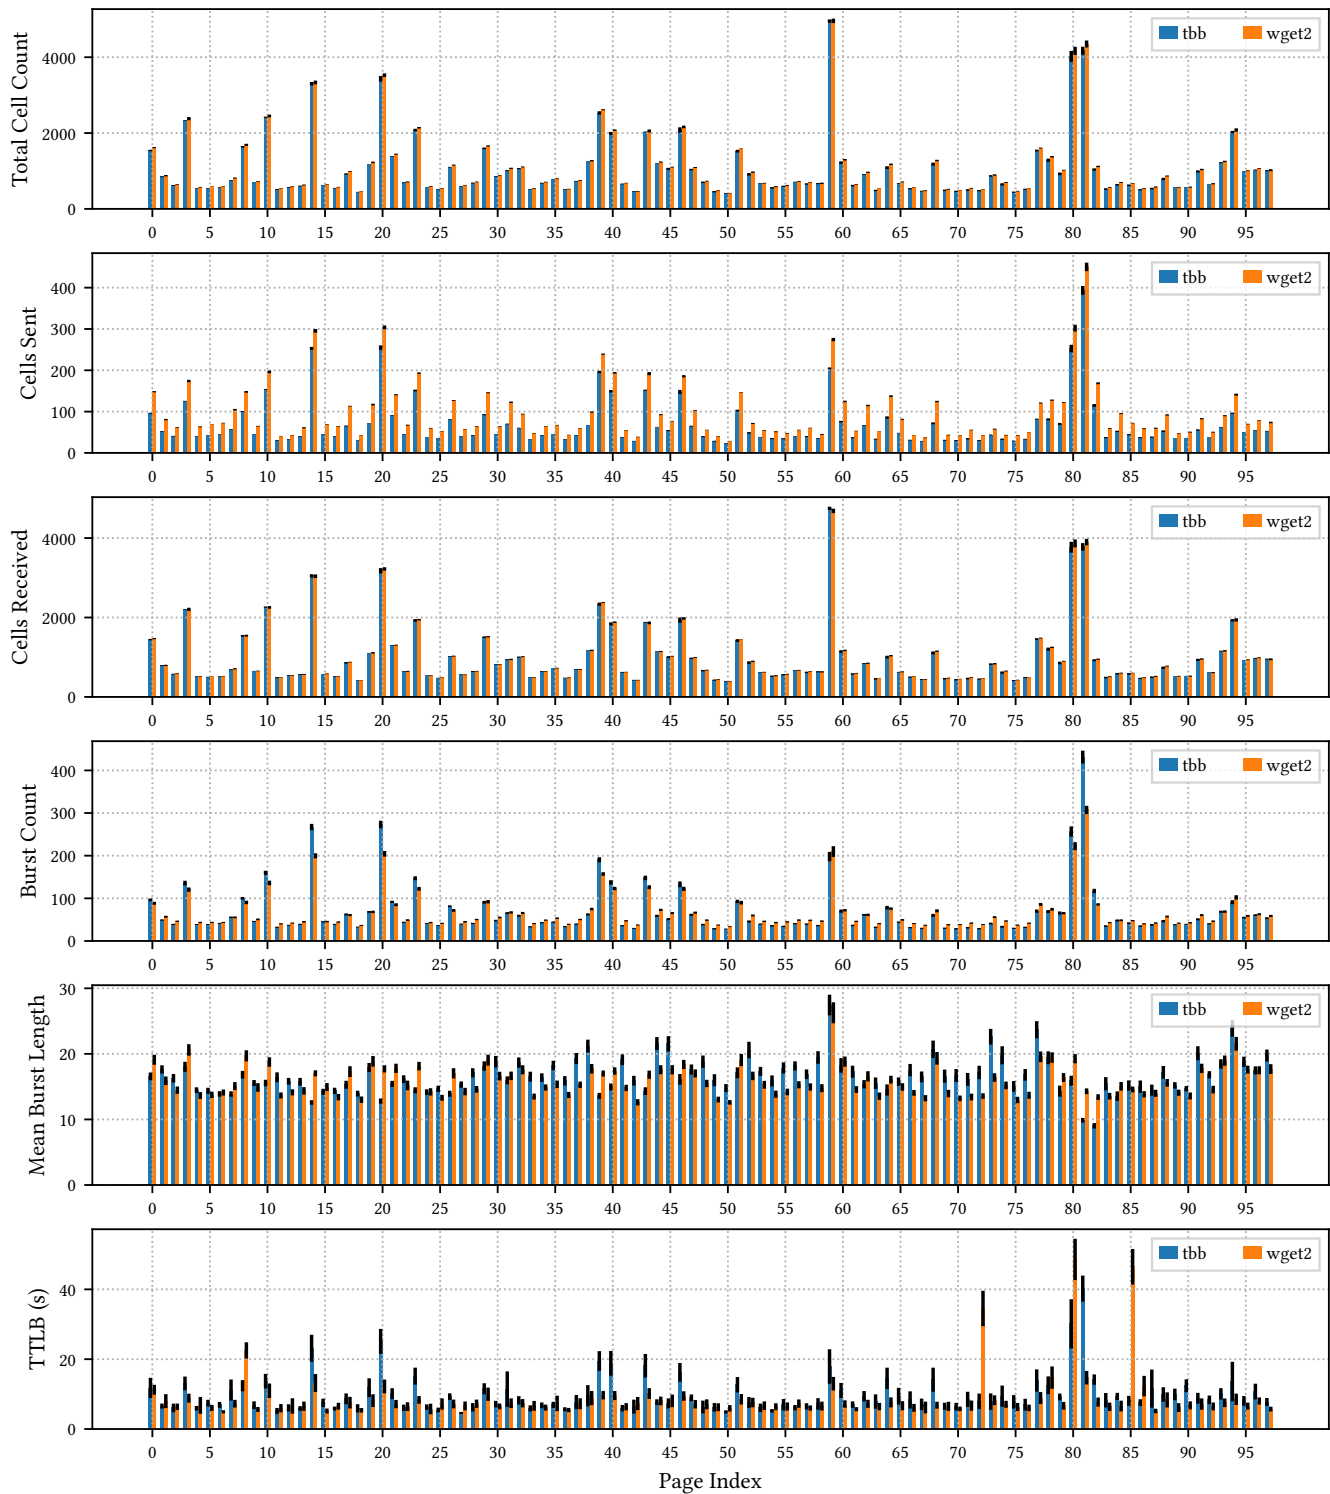 Total Cell Count
4000
2000
0
tbb wget2
0 5 10 15 20 25 30 35 40 45 50 55 60 65 70 75 80 85 90 95
Cells Sent
400
300
200
100
0
tbb wget2
0 5 10 15 20 25 30 35 40 45 50 55 60 65 70 75 80 85 90 95
Cells Received
4000
2000
0
tbb wget2
0 5 10 15 20 25 30 35 40 45 50 55 60 65 70 75 80 85 90 95
Burst Count
400
300
200
100
0
tbb wget2
0 5 10 15 20 25 30 35 40 45 50 55 60 65 70 75 80 85 90 95
Mean Burst Length
30
20
10
0
tbb wget2
0 5 10 15 20 25 30 35 40 45 50 55 60 65 70 75 80 85 90 95
TTLB (s)
40
20
0
tbb wget2
0 5 10 15 20 25 30 35 40 45 50 55 60 65 70 75 80 85 90 95
Page Index